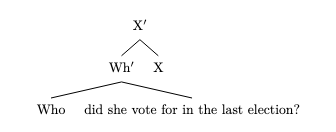 X′
Wh′ X
Who did she vote for in the last election?